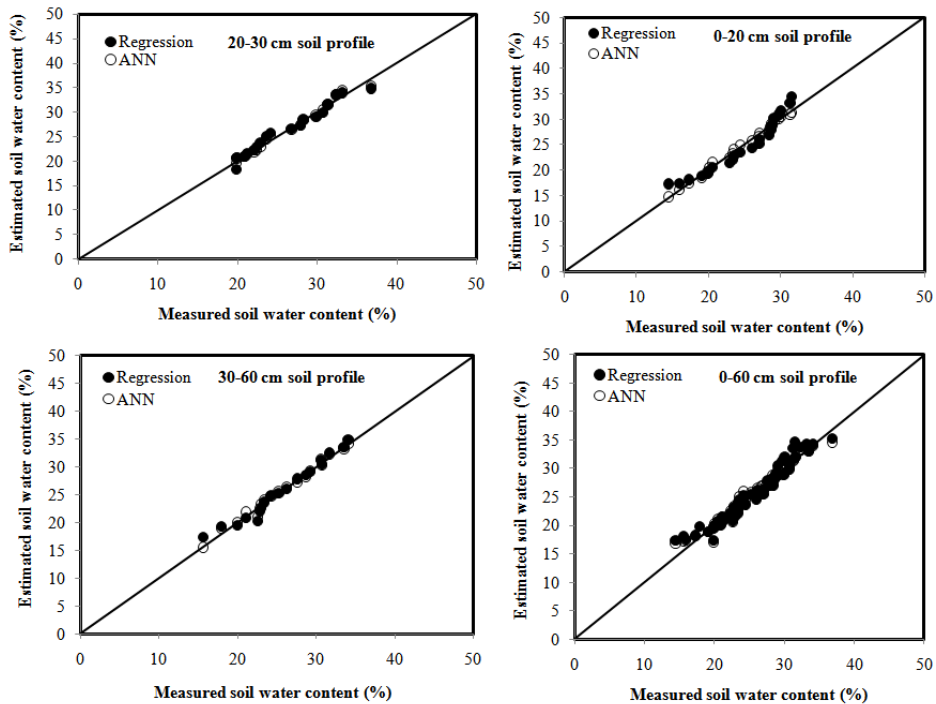 50
45
40
35
30
25
20
15
10
5
0
Estimated soil water content (%)
Regression
ANN
20-30 cm soil profile
0 10 20 30 40 50
Measured soil water content (%)
50
45
40
35
30
25
20
15
10
5
0
Estimated soil water content (%)
Regression
ANN
0-20 cm soil profile
0 10 20 30 40 50
Measured soil water content (%)
50
45
40
35
30
25
20
15
10
5
0
Estimated soil water content (%)
Regression
ANN
30-60 cm soil profile
0 10 20 30 40 50
Measured soil water content (%)
50
45
40
35
30
25
20
15
10
5
0
Estimated soil water content (%)
Regression
ANN
0-60 cm soil profile
0 10 20 30 40 50
Measured soil water content (%)